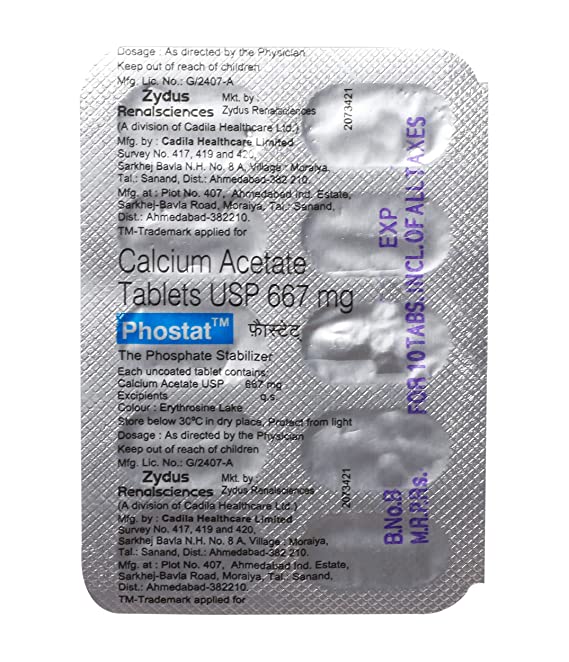 Dosage : As directed by the Physician
Keep out of reach of children
Mfg. Lic. No.: G/2407-A
Zydus
Renalsciences
Mkt. by :
Zydus Renalsciences
(A division of Cadila Healthcare Ltd.)
Mfg. by : Cadila Healthcare Limited
Survey No. 417, 419 and 420,
Sarkhej Bavla N.H. No. 8 A, Village : Moraiya,
Tal.: Sanand, Dist.: Ahmedabad-382 210.
Mfg. at : Plot No. 407, Ahmedabad Ind. Estate,
Sarkhej-Bavla Road, Moraiya, Tal.: Sanand,
Dist.: Ahmedabad-382210.
TM-Trademark applied for
Calcium Acetate
Tablets USP 667 mg
Phostat™ फ़ॉस्टेट्
The Phosphate Stabilizer
Each uncoated tablet contains:
Calcium Acetate USP 667 mg
Excipients q.s.
Colour : Erythrosine Lake
Store below 30°C in dry place, Protect from light
Dosage : As directed by the Physician
Keep out of reach of children
Mfg. Lic. No.: G/2407-A
Zydus
Renalsciences
Mkt. by :
Zydus Renalsciences
(A division of Cadila Healthcare Ltd.)
Mfg. by : Cadila Healthcare Limited
Survey No. 417, 419 and 420,
Sarkhej Bavla N.H. No. 8 A, Village : Moraiya,
Tal.: Sanand, Dist.: Ahmedabad-382 210.
Mfg. at : Plot No. 407, Ahmedabad Ind. Estate,
Sarkhej-Bavla Road, Moraiya, Tal.: Sanand,
Dist.: Ahmedabad-382210.
TM-Trademark applied for
2073421
2073421
B.No.B EXP
M.R.P.Rs. FOR 10 TABS. INCL. OF ALL TAXES